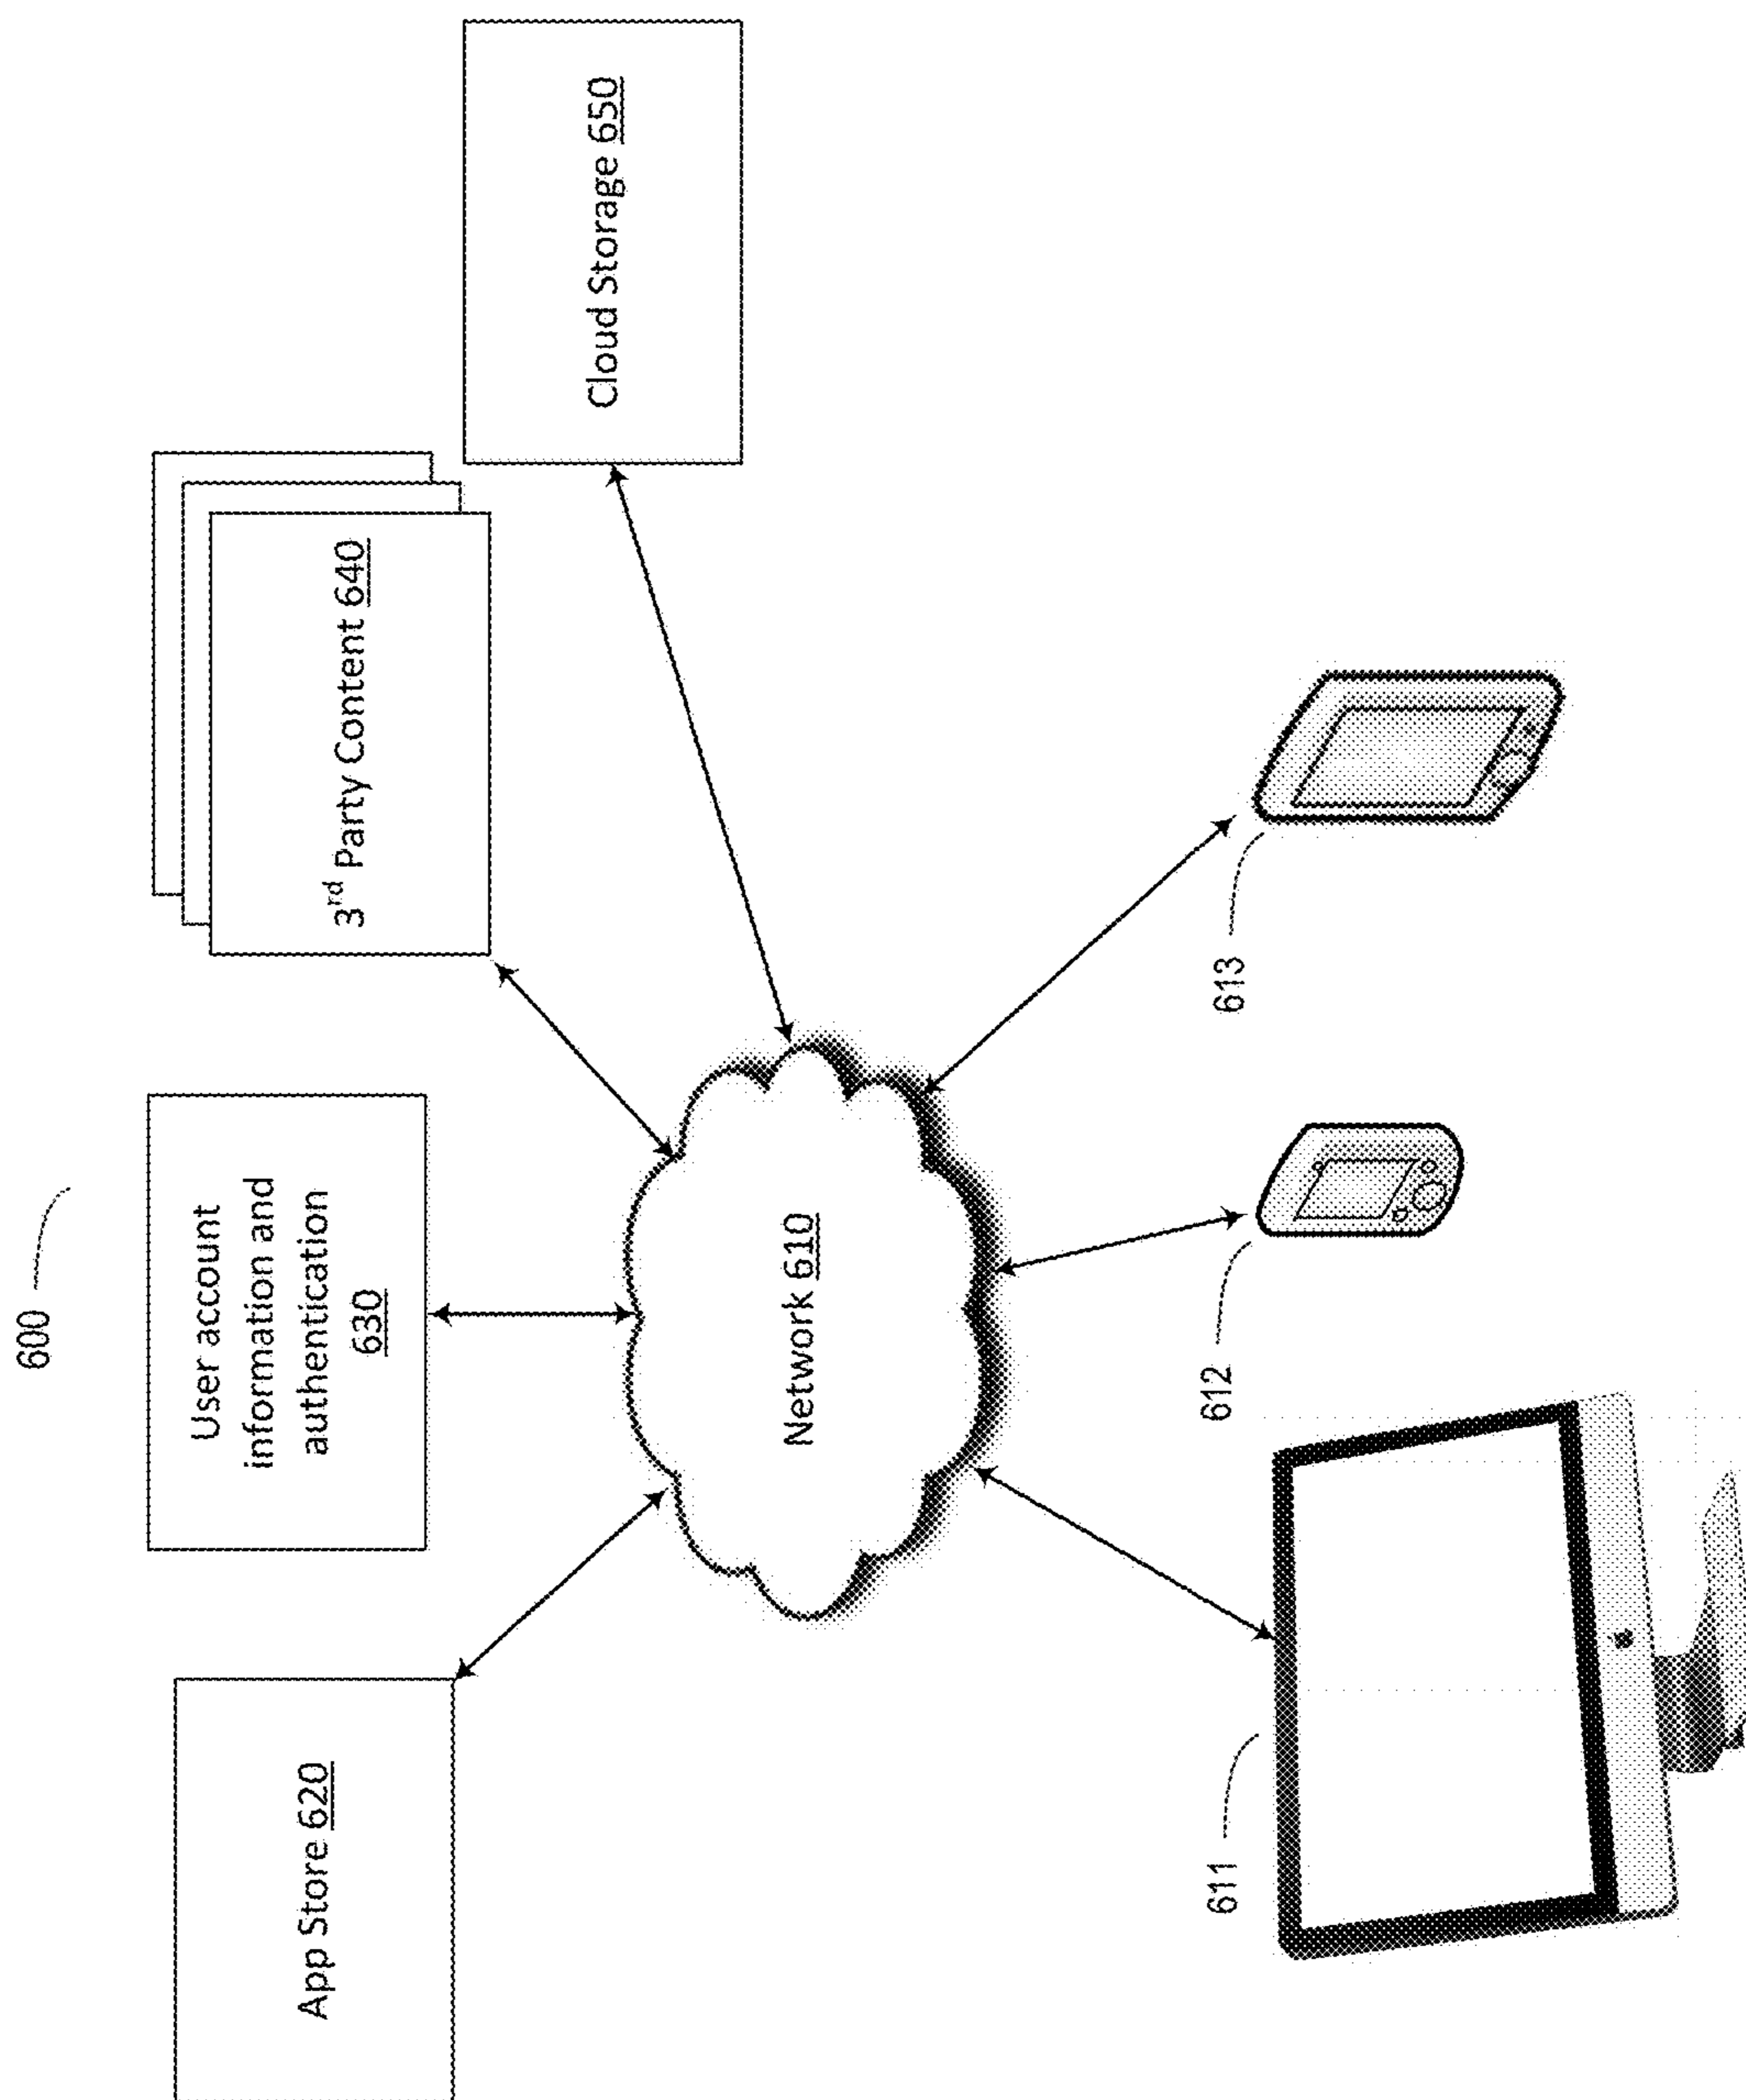 600
App Store 620
User account
information and
authentication
630
3rd Party Content 640
Cloud Storage 650
Network 610
611
612
613